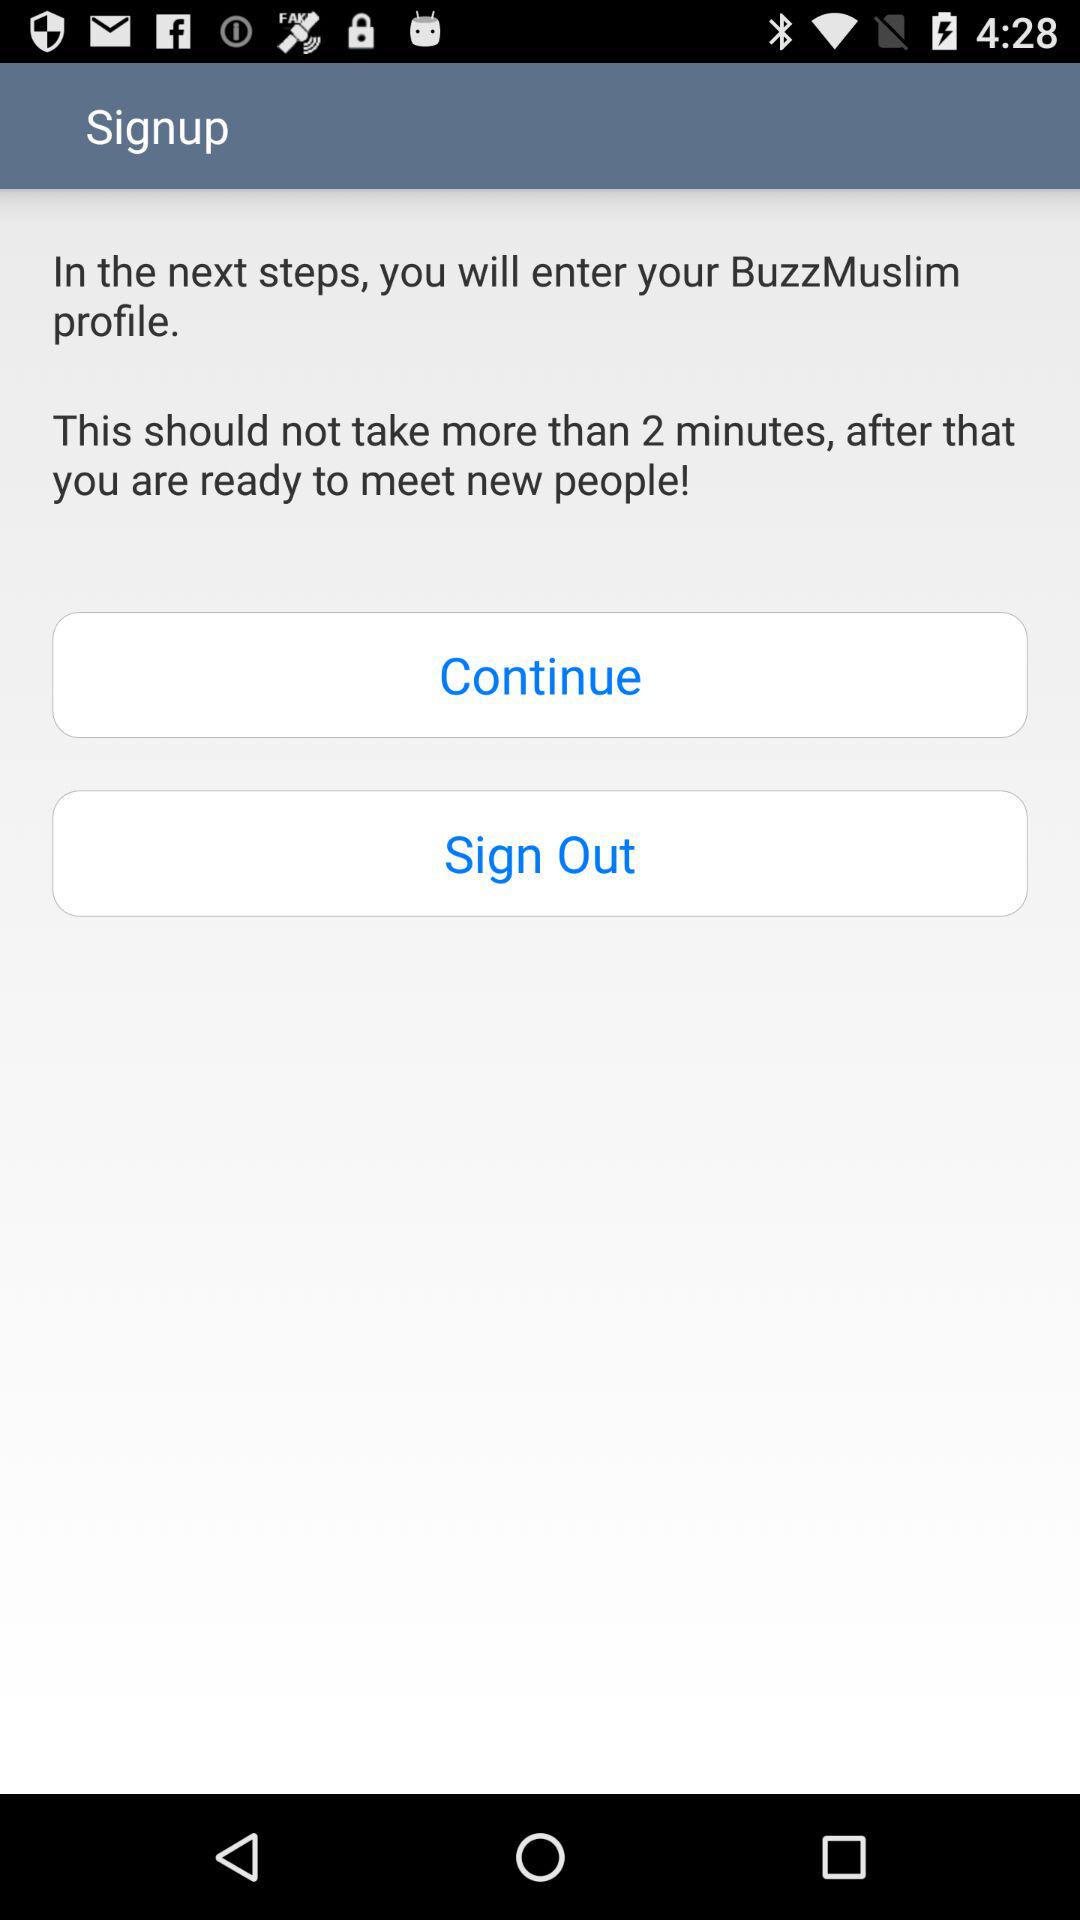 FAKE
4:28
Signup
In the next steps, you will enter your BuzzMuslim
profile.
This should not take more than 2 minutes, after that
you are ready to meet new people!
Continue
Sign Out